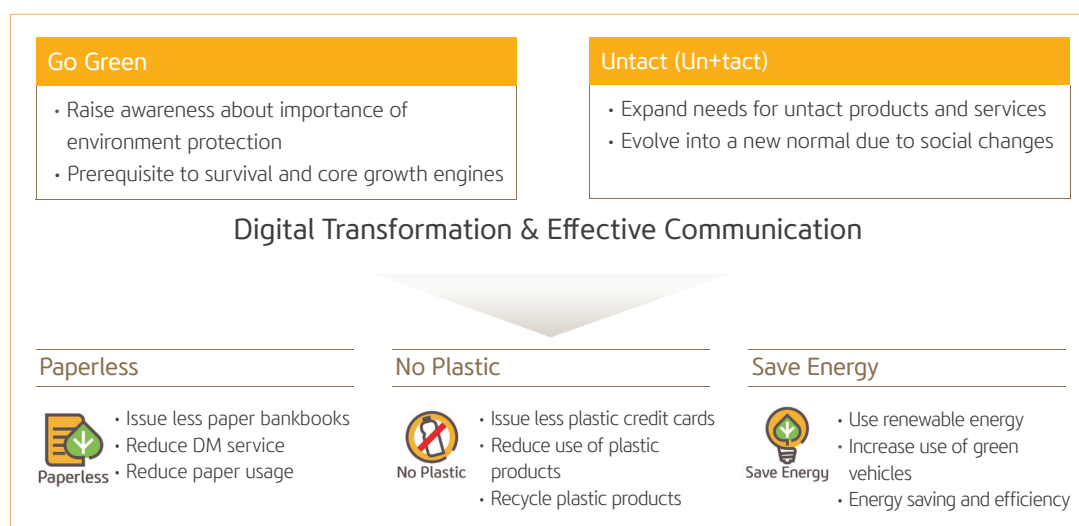 Go Green
• Raise awareness about importance of
environment protection
• Prerequisite to survival and core growth engines
Untact (Un+tact)
• Expand needs for untact products and services
• Evolve into a new normal due to social changes
Digital Transformation & Effective Communication
Paperless
Paperless
• Issue less paper bankbooks
• Reduce DM service
• Reduce paper usage
No Plastic
No Plastic
• Issue less plastic credit cards
• Reduce use of plastic
products
• Recycle plastic products
Save Energy
Save Energy
• Use renewable energy
• Increase use of green
vehicles
• Energy saving and efficiency